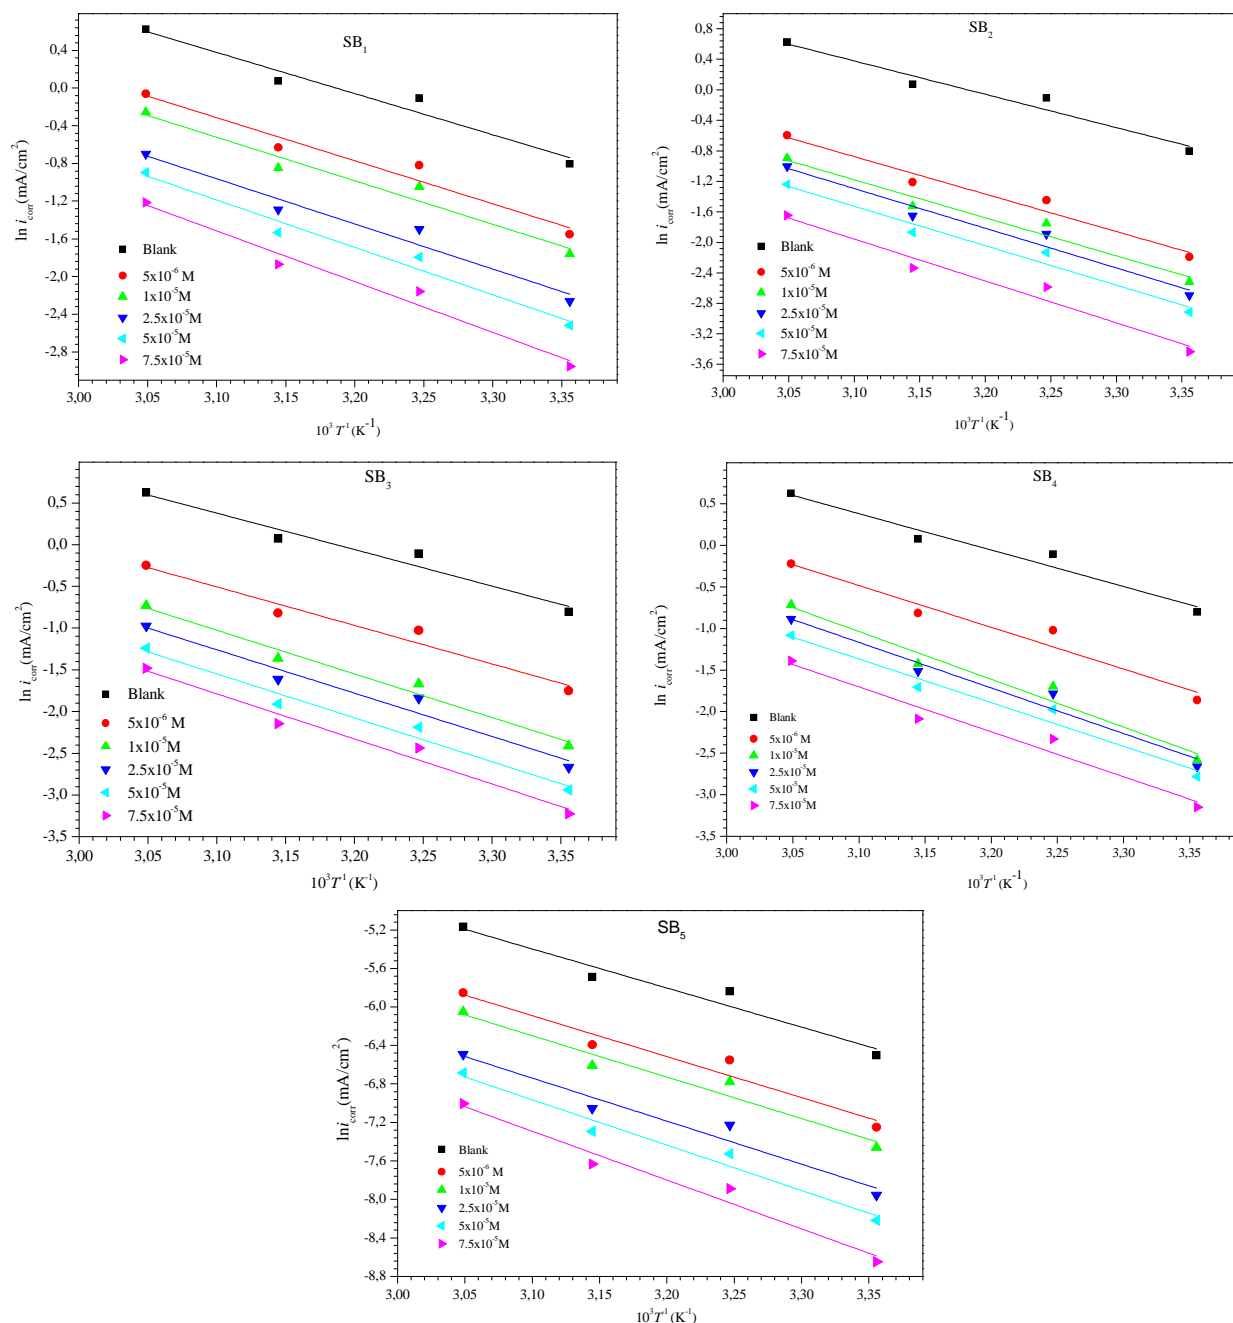 SB₁
0,4
0,0
-0,4
-0,8
-1,2
-1,6
-2,0
-2,4
-2,8
ln i_corr (mA/cm²)
Blank
5x10⁻⁶ M
1x10⁻⁵M
2.5x10⁻⁵M
5x10⁻⁵M
7.5x10⁻⁵M
3,00 3,05 3,10 3,15 3,20 3,25 3,30 3,35
10³ T⁻¹ (K⁻¹)
SB₂
0,8
0,4
0,0
-0,4
-0,8
-1,2
-1,6
-2,0
-2,4
-2,8
-3,2
-3,6
ln i_corr (mA/cm²)
Blank
5x10⁻⁶ M
1x10⁻⁵M
2.5x10⁻⁵M
5x10⁻⁵M
7.5x10⁻⁵M
3,00 3,05 3,10 3,15 3,20 3,25 3,30 3,35
10³ T⁻¹ (K⁻¹)
SB₃
0,5
0,0
-0,5
-1,0
-1,5
-2,0
-2,5
-3,0
-3,5
ln i_corr (mA/cm²)
Blank
5x10⁻⁶ M
1x10⁻⁵M
2.5x10⁻⁵M
5x10⁻⁵M
7.5x10⁻⁵M
3,00 3,05 3,10 3,15 3,20 3,25 3,30 3,35
10³T⁻¹ (K⁻¹)
SB₄
0,5
0,0
-0,5
-1,0
-1,5
-2,0
-2,5
-3,0
-3,5
ln i_corr (mA/cm²)
Blank
5x10⁻⁶ M
1x10⁻⁵M
2.5x10⁻⁵M
5x10⁻⁵M
7.5x10⁻⁵M
3,00 3,05 3,10 3,15 3,20 3,25 3,30 3,35
10³T⁻¹ (K⁻¹)
SB₅
-5,2
-5,6
-6,0
-6,4
-6,8
-7,2
-7,6
-8,0
-8,4
-8,8
ln i_corr (mA/cm²)
Blank
5x10⁻⁶ M
1x10⁻⁵M
2.5x10⁻⁵M
5x10⁻⁵M
7.5x10⁻⁵M
3,00 3,05 3,10 3,15 3,20 3,25 3,30 3,35
10³T⁻¹ (K⁻¹)